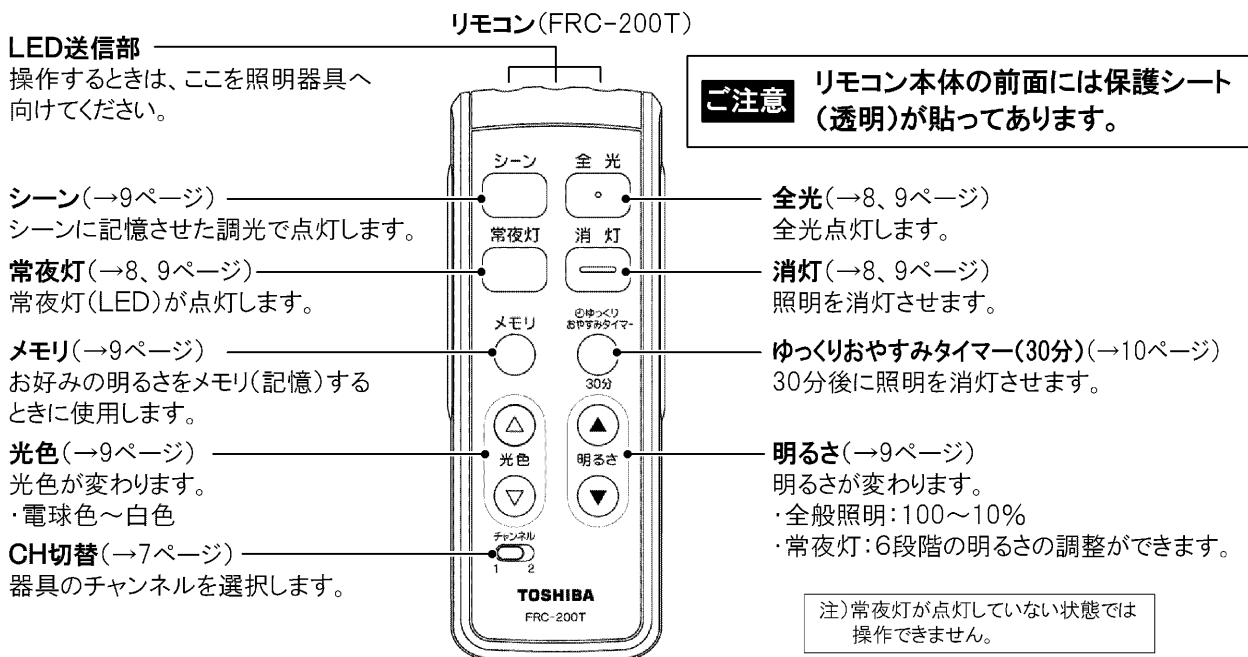 リモコン(FRC-200T)
LED送信部
操作するときは、ここを照明器具へ
向けてください。
ご注意
リモコン本体の前面には保護シート
(透明)が貼ってあります。
シーン(→9ページ)
シーンに記憶させた調光で点灯します。
常夜灯(→8、9ページ)
常夜灯(LED)が点灯します。
メモリ(→9ページ)
お好みの明るさをメモリ(記憶)する
ときに使用します。
光色(→9ページ)
光色が変わります。
・電球色〜白色
CH切替(→7ページ)
器具のチャンネルを選択します。
シーン
全 光
常夜灯
消 灯
メモリ
ゆっくり
おやすみタイマー
30分
△ ▲
光色 明るさ
▽ ▼
チャンネル
1 2
TOSHIBA
FRC-200T
全光(→8、9ページ)
全光点灯します。
消灯(→8、9ページ)
照明を消灯させます。
ゆっくりおやすみタイマー(30分)(→10ページ)
30分後に照明を消灯させます。
明るさ(→9ページ)
明るさが変わります。
・全般照明:100〜10%
・常夜灯:6段階の明るさの調整ができます。
注)常夜灯が点灯していない状態では
操作できません。